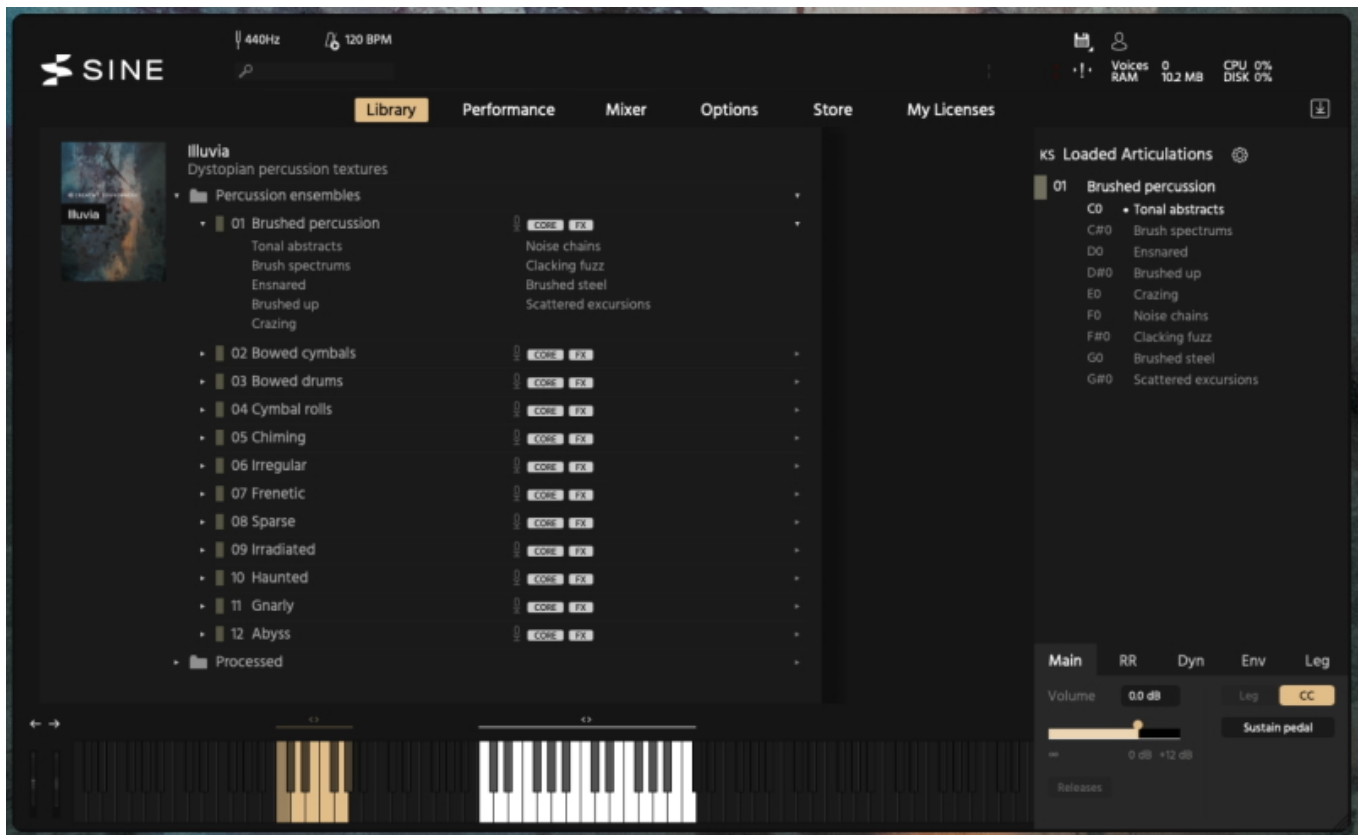 440Hz 120 BPM
SINE
Voices 0 CPU 0%
RAM 10.2 MB DISK 0%
Library Performance Mixer Options Store My Licenses
Illuvia
Dystopian percussion textures
Illuvia
Percussion ensembles
01 Brushed percussion CORE FX
Tonal abstracts Noise chains
Brush spectrums Clacking fuzz
Ensnared Brushed steel
Brushed up Scattered excursions
Crazing
02 Bowed cymbals CORE FX
03 Bowed drums CORE FX
04 Cymbal rolls CORE FX
05 Chiming CORE FX
06 Irregular CORE FX
07 Frenetic CORE FX
08 Sparse CORE FX
09 Irradiated CORE FX
10 Haunted CORE FX
11 Gnarly CORE FX
12 Abyss CORE FX
Processed
KS Loaded Articulations
01 Brushed percussion
C0 • Tonal abstracts
C#0 Brush spectrums
D0 Ensnared
D#0 Brushed up
E0 Crazing
F0 Noise chains
F#0 Clacking fuzz
G0 Brushed steel
G#0 Scattered excursions
Main RR Dyn Env Leg
Volume 0.0 dB Leg CC
Sustain pedal
-∞ 0 dB +12 dB
Releases